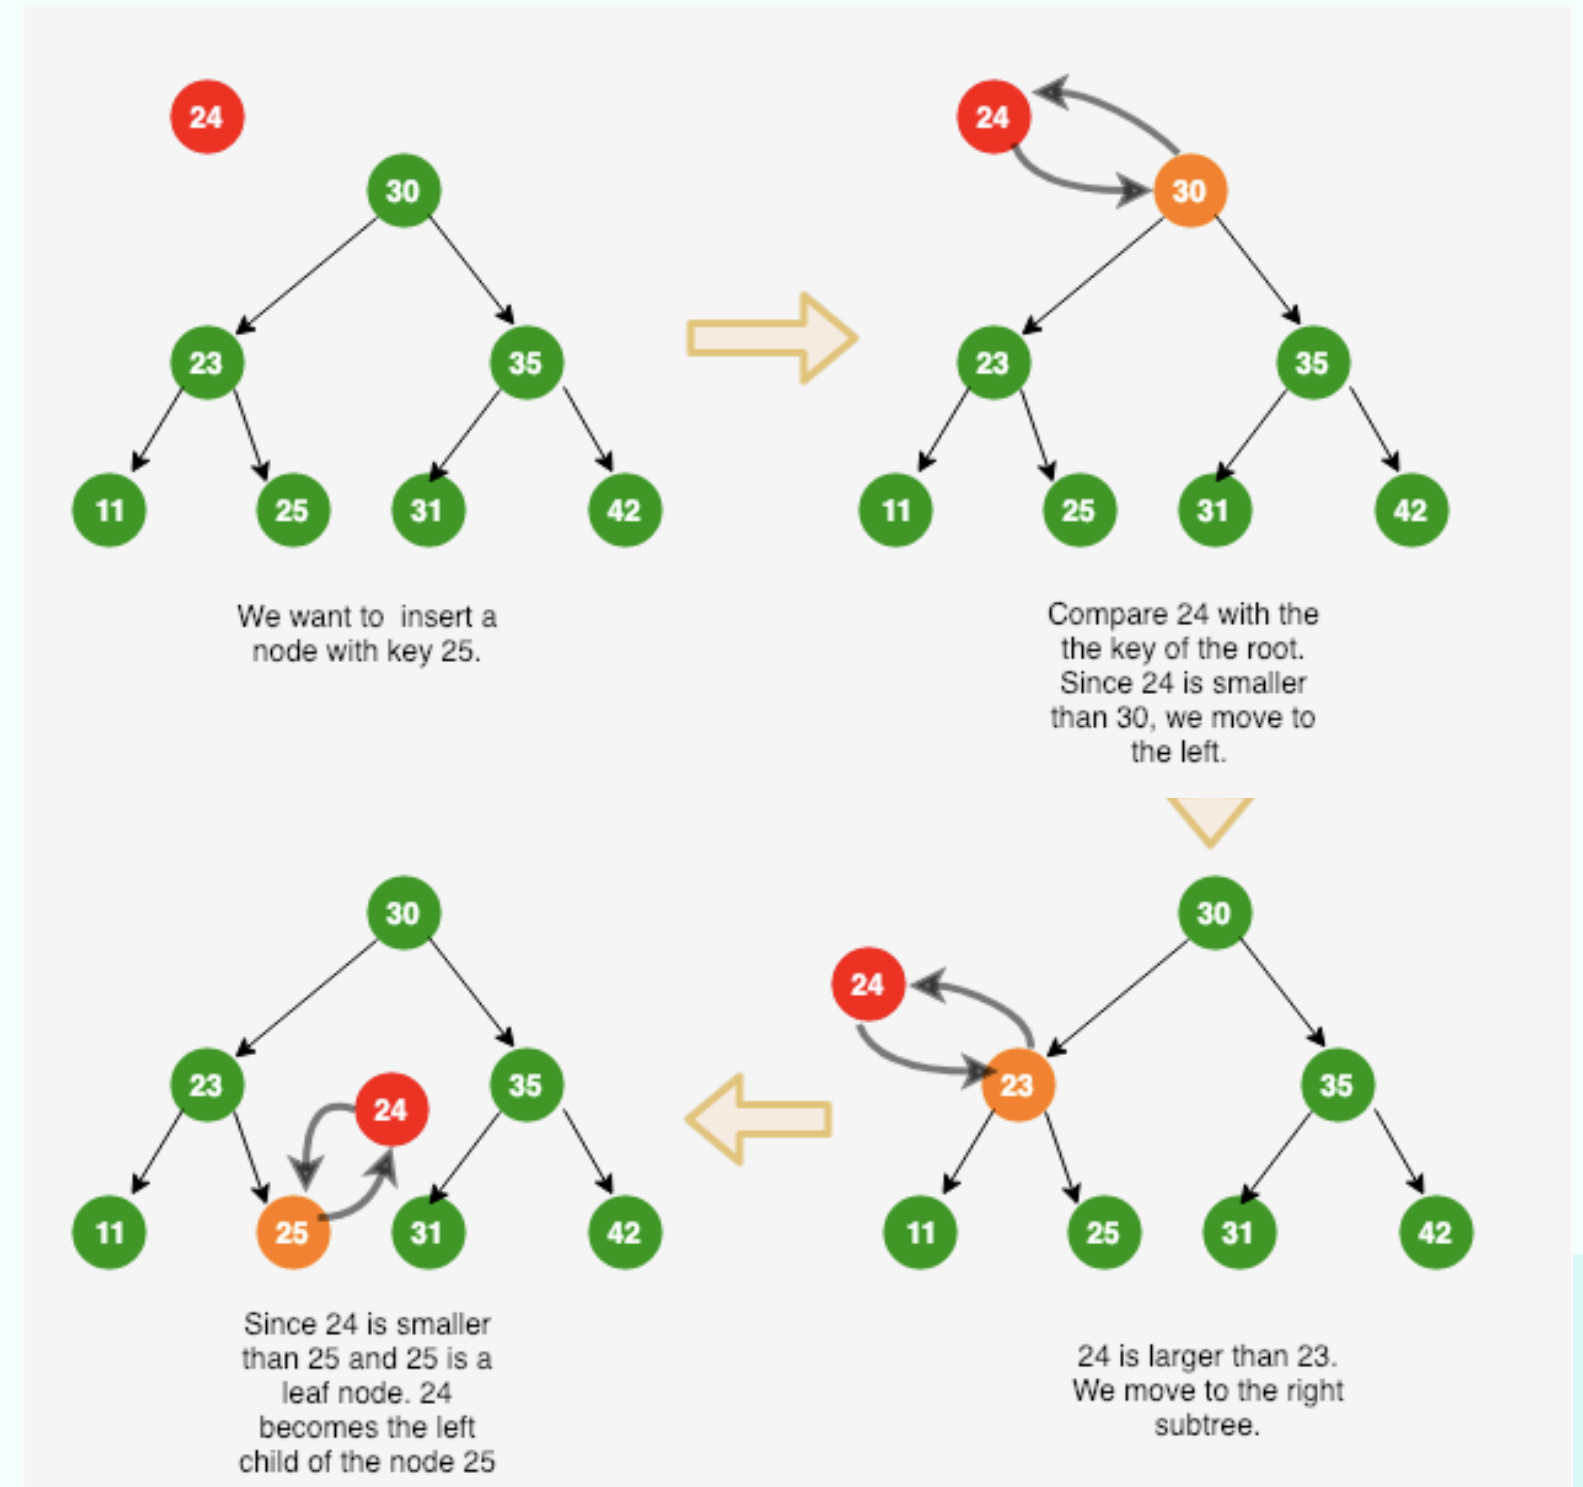 24
30
23
35
11
25
31
42
We want to  insert a
node with key 25.
24
30
23
35
11
25
31
42
Compare 24 with the
the key of the root.
Since 24 is smaller
than 30, we move to
the left.
30
24
23
35
11
25
31
42
24 is larger than 23.
We move to the right
subtree.
30
23
24
35
11
25
31
42
Since 24 is smaller
than 25 and 25 is a
leaf node. 24
becomes the left
child of the node 25